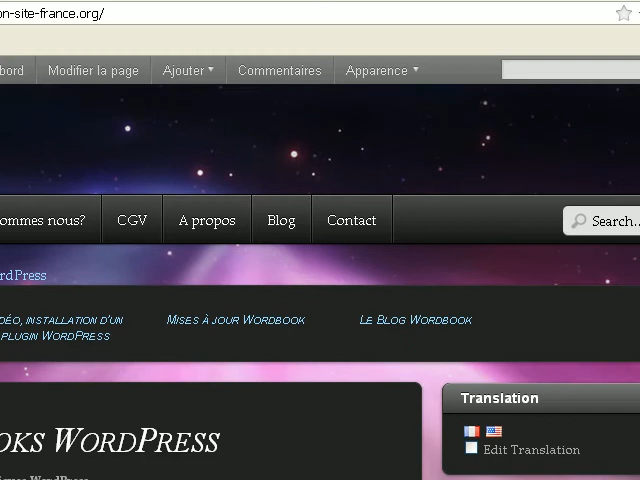 on-site-france.org/
bord Modifier la page Ajouter Commentaires Apparence
ommes nous? CGV A propos Blog Contact Search..
rdPress
déo, installation d'un Mises à jour Wordbook Le Blog Wordbook
plugin WordPress
Translation
oks WordPress
Edit Translation